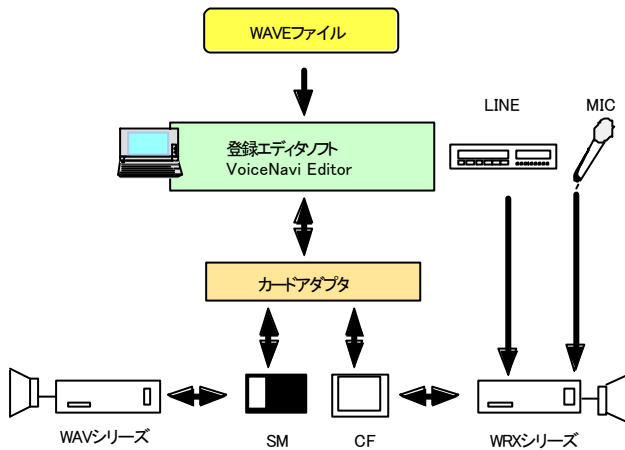 WAVEファイル
LINE
MIC
登録エディタソフト
VoiceNavi Editor
カードアダプタ
WAVシリーズ
SM
CF
WRXシリーズ